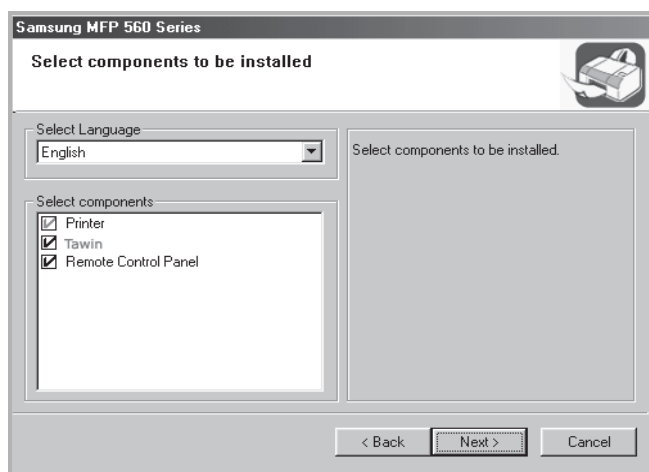 Samsung MFP 560 Series
Select components to be installed
Select Language
English
Select components to be installed.
Select components
Printer
Tawin
Remote Control Panel
< Back
Next >
Cancel